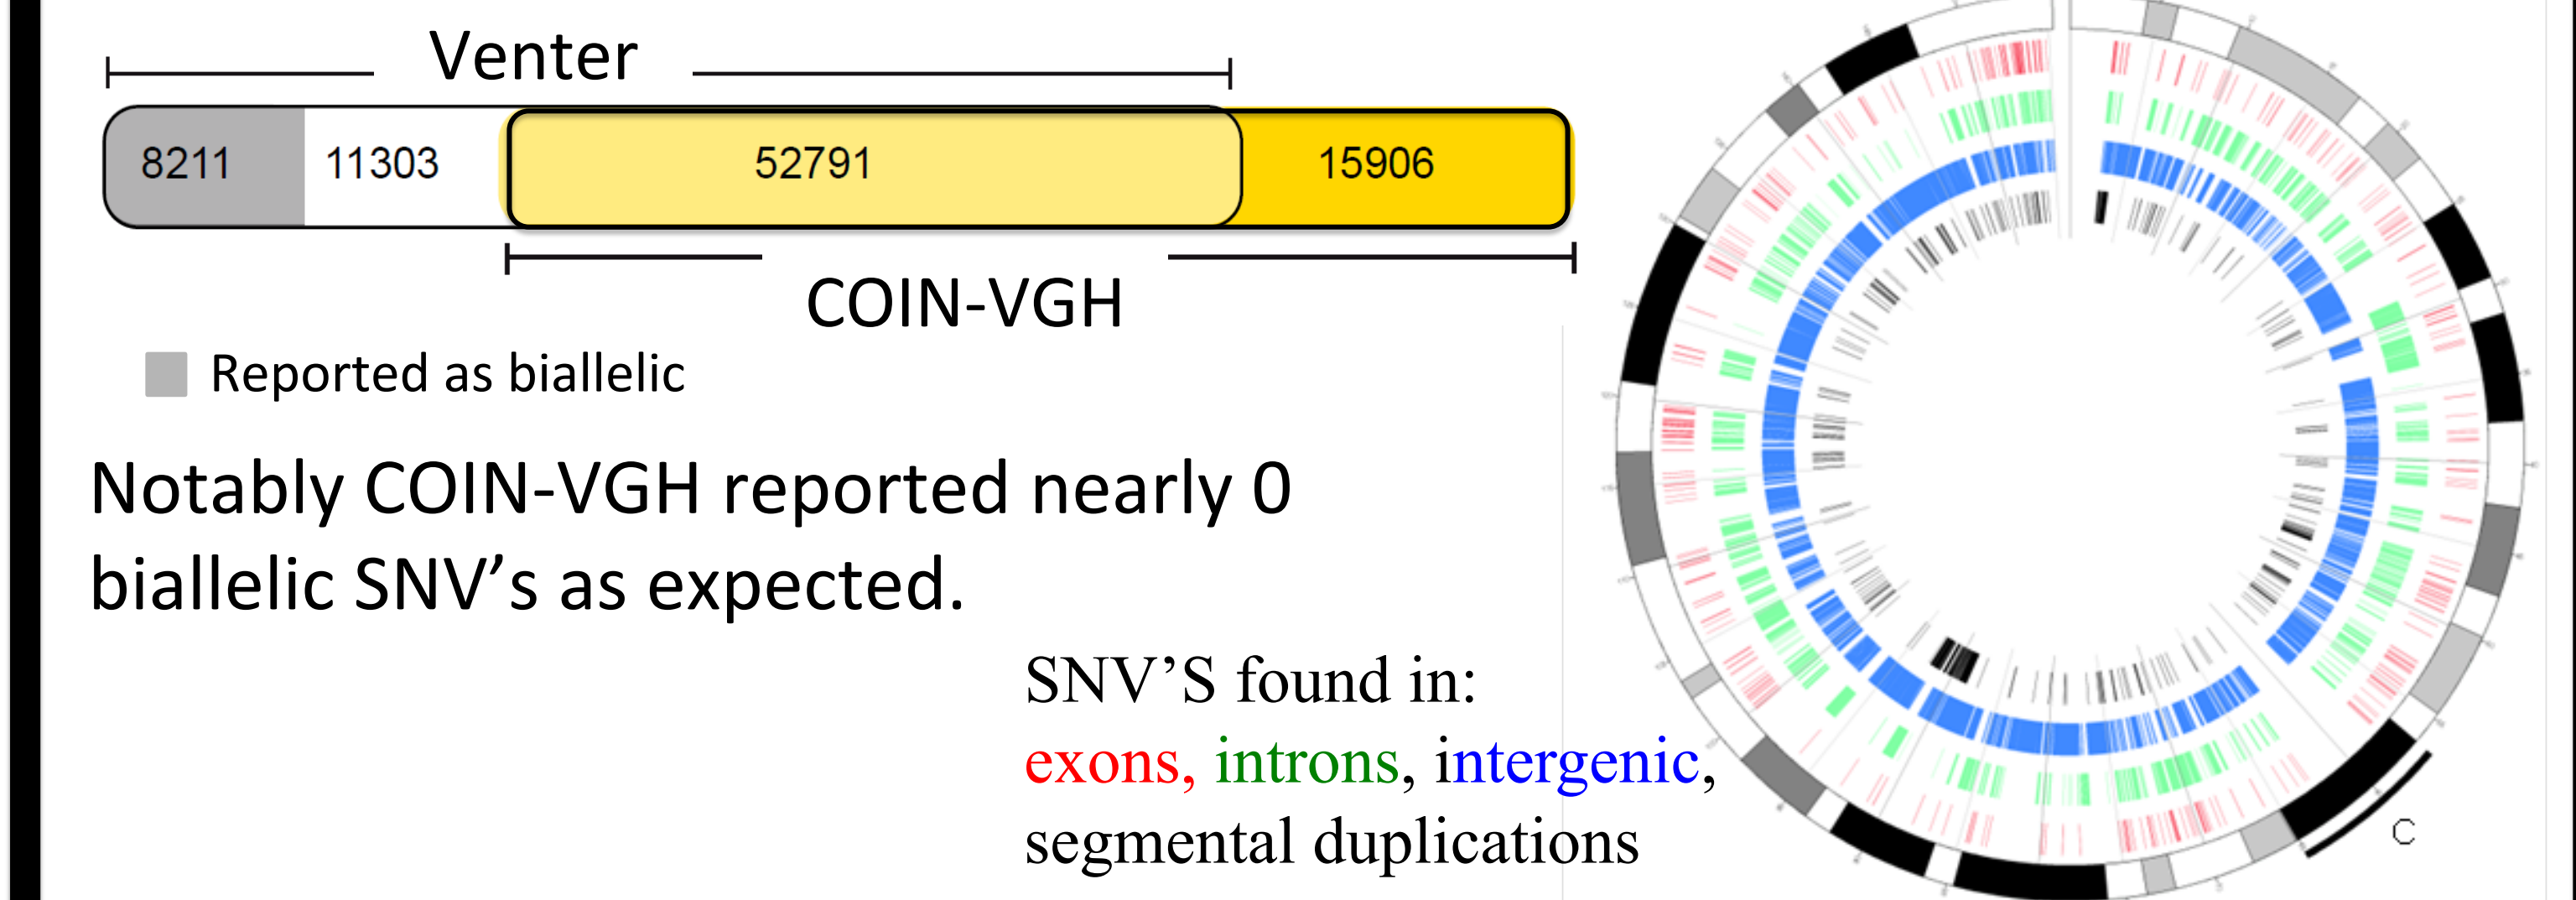 Venter
8211 11303 52791 15906
COIN-VGH
Reported as biallelic
Notably COIN-VGH reported nearly 0
biallelic SNV’s as expected.
SNV’S found in:
exons, introns, intergenic,
segmental duplications
C